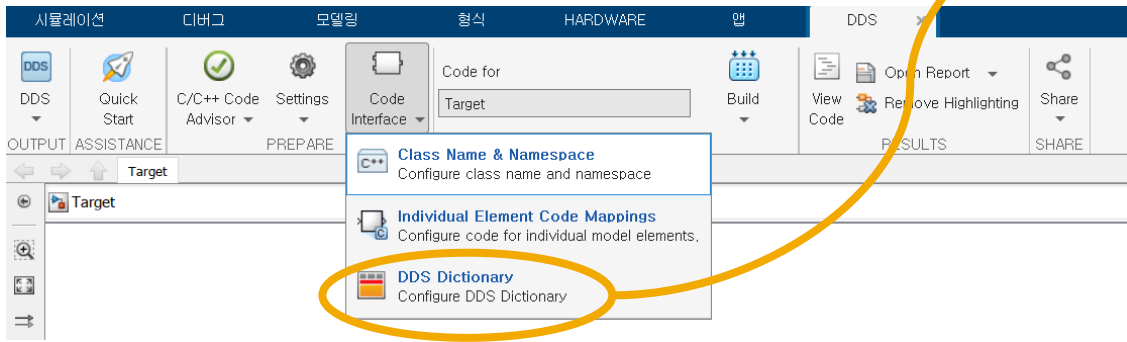 시뮬레이션 디버그 모델링 형식 HARDWARE 앱 DDS
DDS
DDS
Quick
Start
C/C++ Code
Advisor
Settings
Code
Interface
Code for
Target
Build
View
Code
Open Report
Remove Highlighting
Share
OUTPUT ASSISTANCE PREPARE RESULTS SHARE
Target
Target
C++
Class Name & Namespace
Configure class name and namespace
C
Individual Element Code Mappings
Configure code for individual model elements.
DDS Dictionary
Configure DDS Dictionary